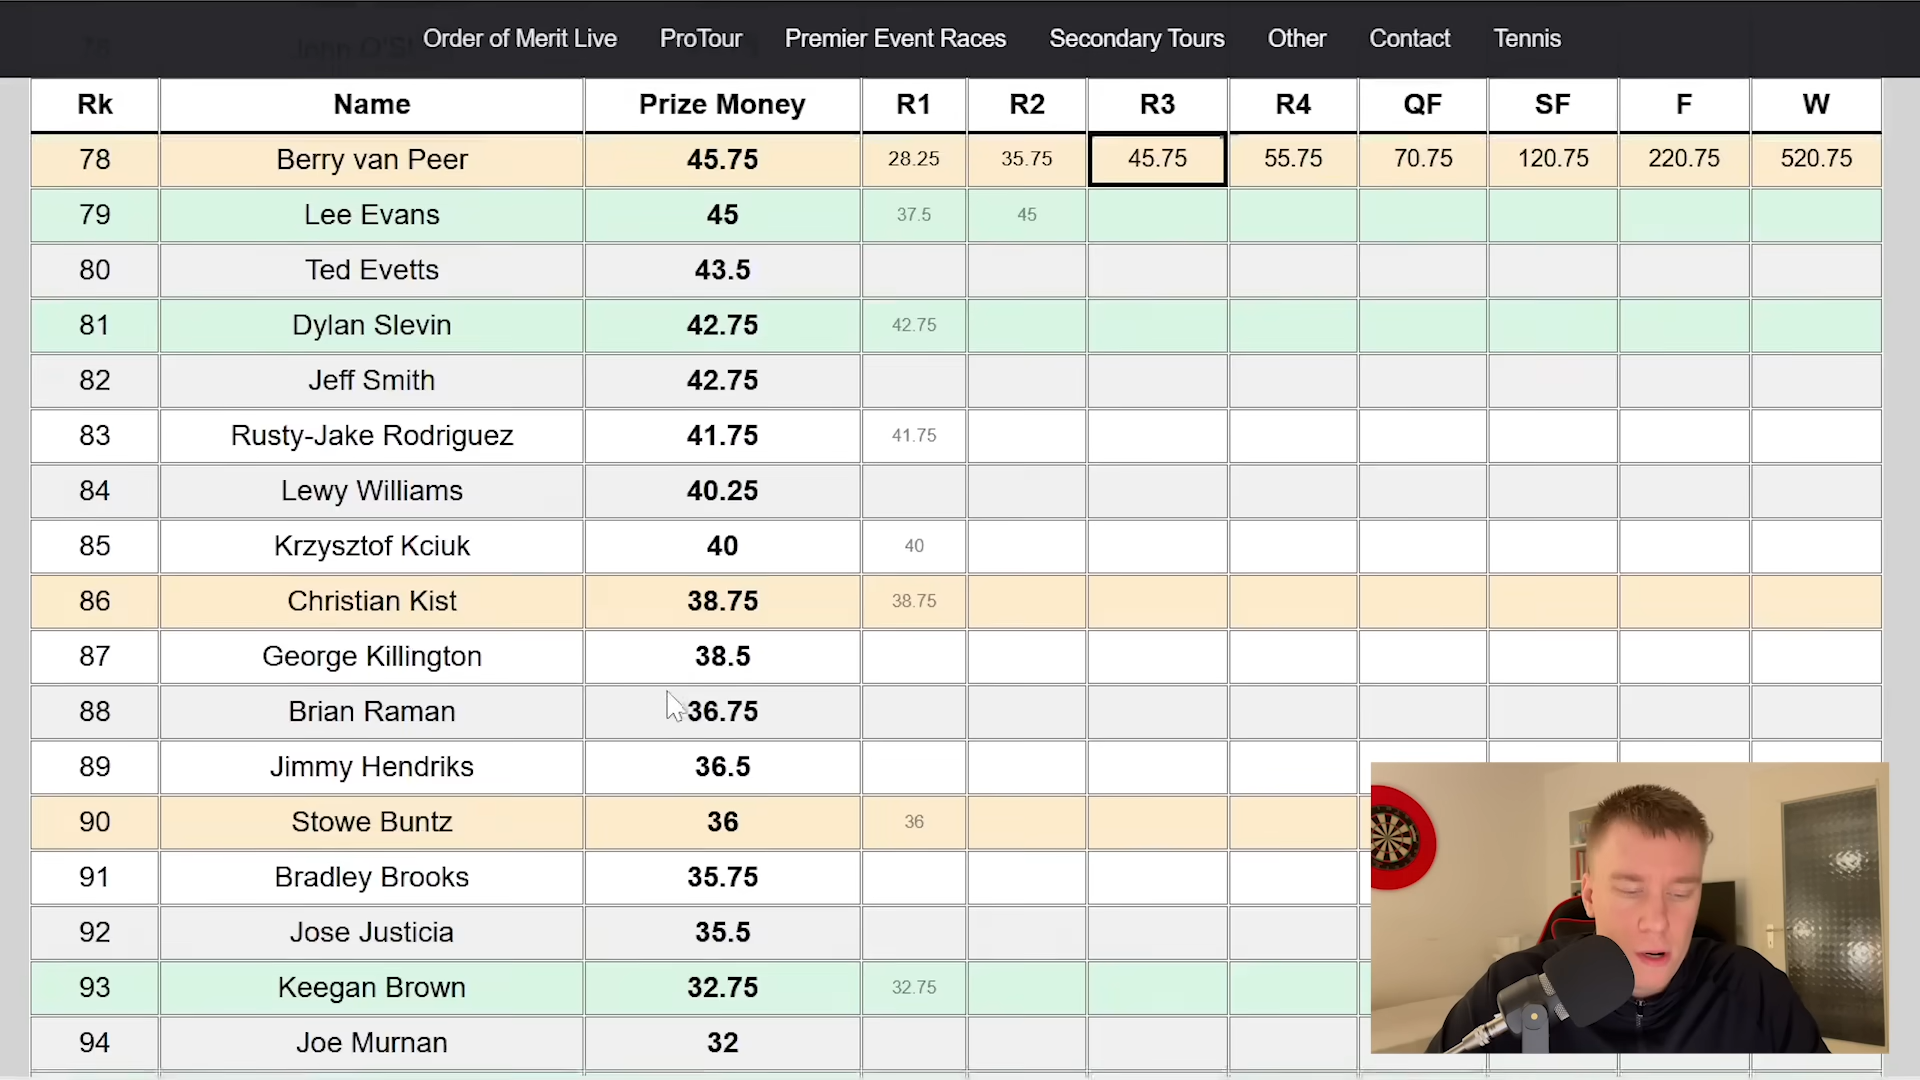 Order of Merit Live ProTour Premier Event Races Secondary Tours Other Contact Tennis
Rk Name Prize Money R1 R2 R3 R4 QF SF F W
78 Berry van Peer 45.75 28.25 35.75 45.75 55.75 70.75 120.75 220.75 520.75
79 Lee Evans 45 37.5 45
80 Ted Evetts 43.5
81 Dylan Slevin 42.75 42.75
82 Jeff Smith 42.75
83 Rusty-Jake Rodriguez 41.75 41.75
84 Lewy Williams 40.25
85 Krzysztof Kciuk 40 40
86 Christian Kist 38.75 38.75
87 George Killington 38.5
88 Brian Raman 36.75
89 Jimmy Hendriks 36.5
90 Stowe Buntz 36 36
91 Bradley Brooks 35.75
92 Jose Justicia 35.5
93 Keegan Brown 32.75 32.75
94 Joe Murnan 32